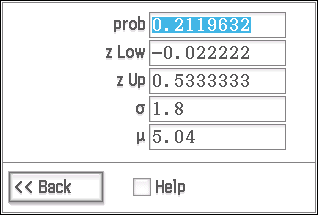 prob 0.2119632
z Low -0.022222
z Up 0.5333333
σ 1.8
μ 5.04
<< Back Help